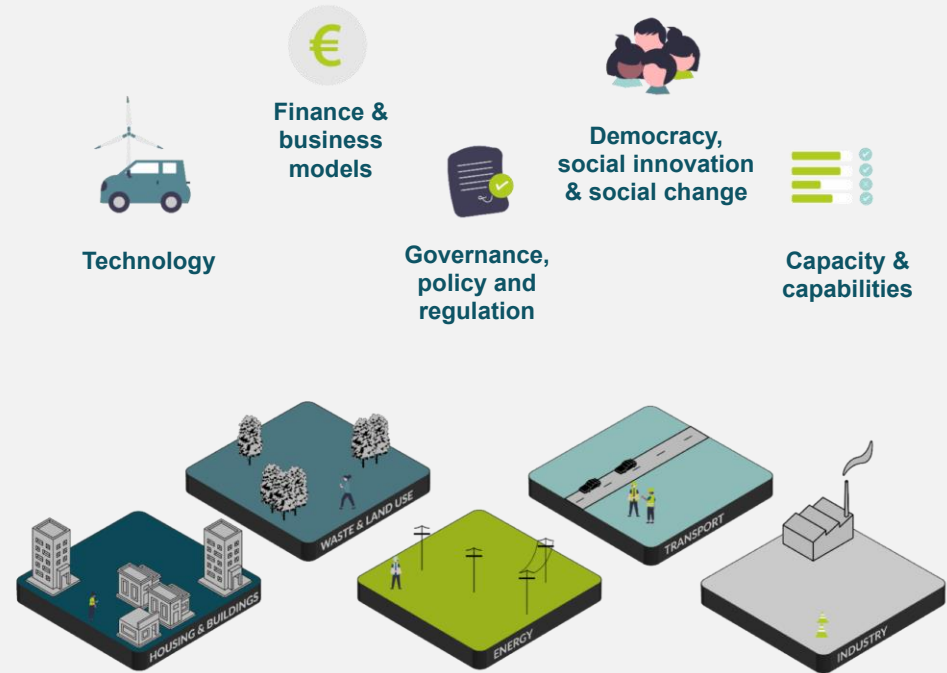 €
Finance &
business
models
Democracy,
social innovation
& social change
Technology
Governance,
policy and
regulation
Capacity &
capabilities
WASTE & LAND USE
TRANSPORT
HOUSING & BUILDINGS
ENERGY
INDUSTRY